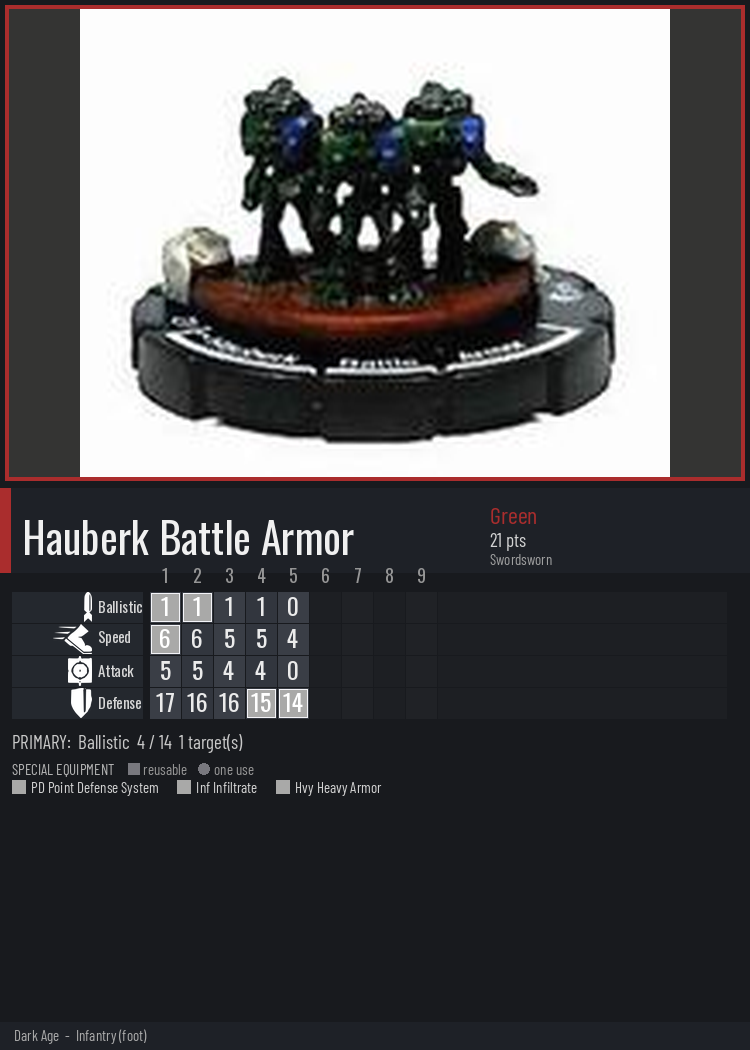 Battle
Hauberk Battle Armor
Green
21 pts
Swordsworn
1 2 3 4 5 6 7 8 9
Ballistic 1 1 1 1 0
Speed 6 6 5 5 4
Attack 5 5 4 4 0
Defense 17 16 16 15 14
PRIMARY: Ballistic 4 / 14 1 target(s)
SPECIAL EQUIPMENT reusable one use
PD Point Defense System Inf Infiltrate Hvy Heavy Armor
Dark Age - Infantry (foot)